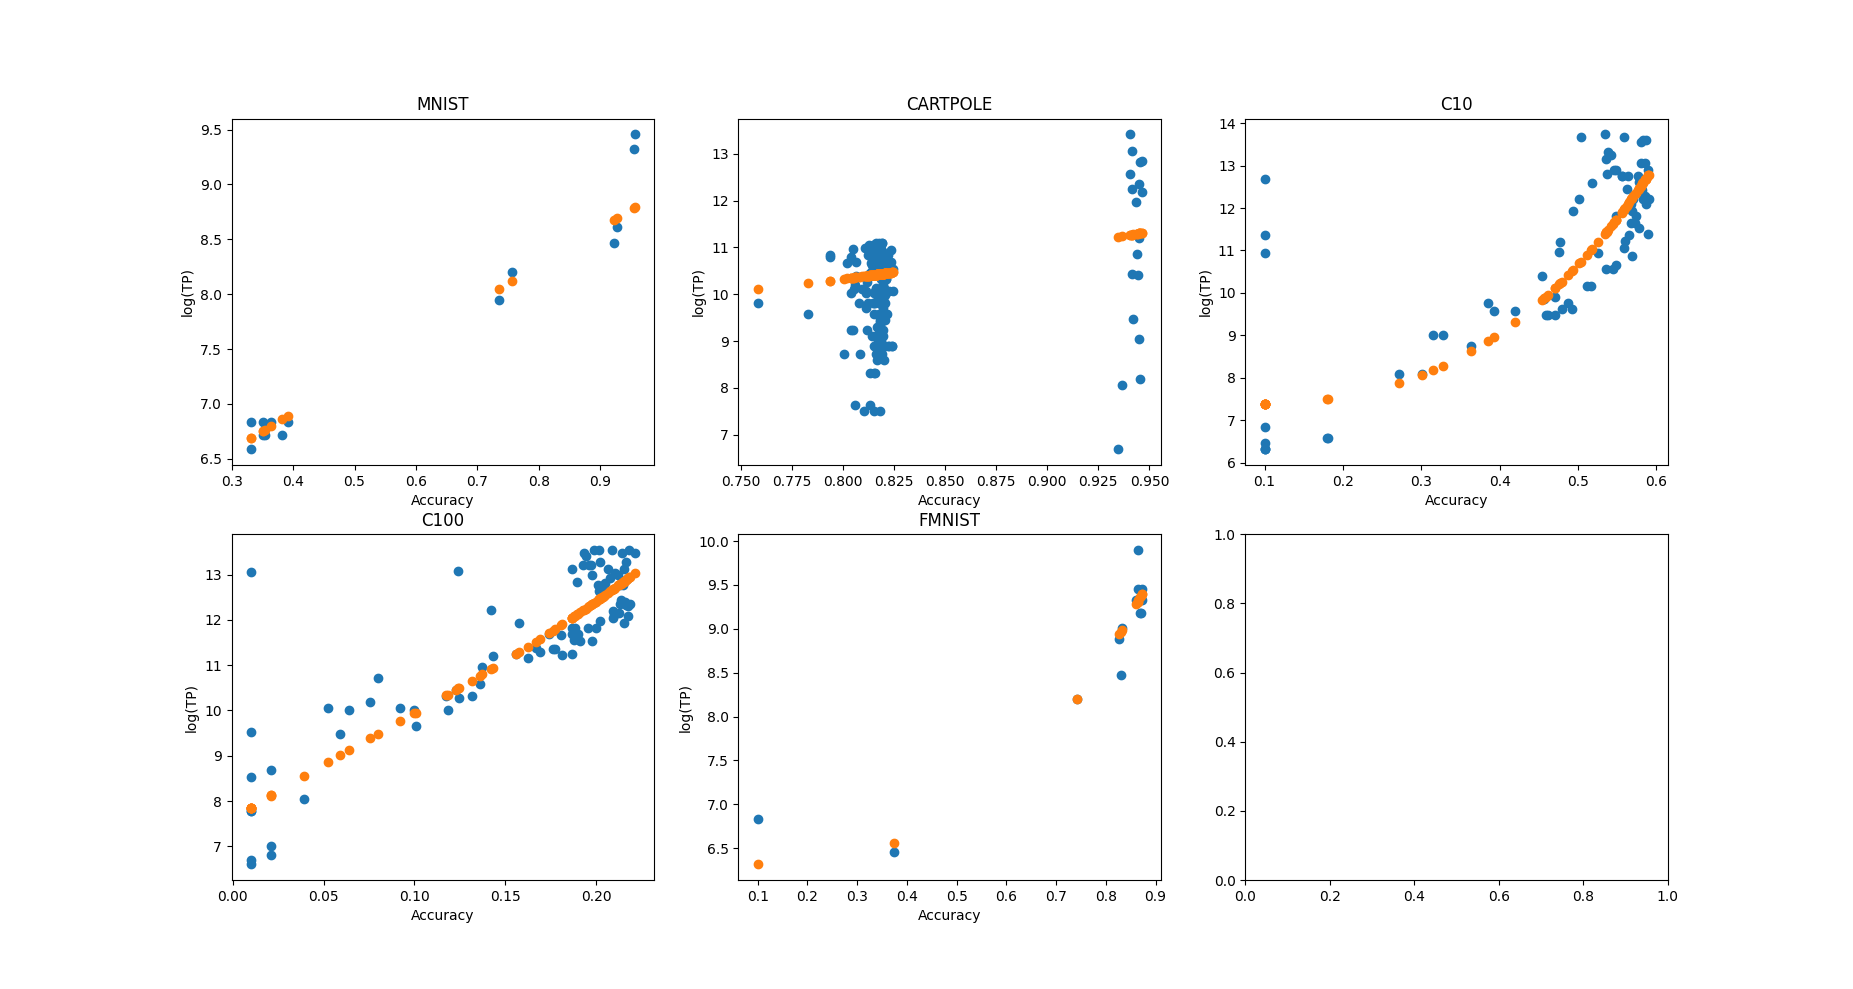 MNIST
9.5
9.0
8.5
8.0
7.5
7.0
6.5
log(TP)
0.3 0.4 0.5 0.6 0.7 0.8 0.9
Accuracy
CARTPOLE
13
12
11
10
9
8
7
log(TP)
0.750 0.775 0.800 0.825 0.850 0.875 0.900 0.925 0.950
Accuracy
C10
14
13
12
11
10
9
8
7
6
log(TP)
0.1 0.2 0.3 0.4 0.5 0.6
Accuracy
C100
13
12
11
10
9
8
7
log(TP)
0.00 0.05 0.10 0.15 0.20
Accuracy
FMNIST
10.0
9.5
9.0
8.5
8.0
7.5
7.0
6.5
log(TP)
0.1 0.2 0.3 0.4 0.5 0.6 0.7 0.8 0.9
Accuracy
1.0
0.8
0.6
0.4
0.2
0.0
0.0 0.2 0.4 0.6 0.8 1.0